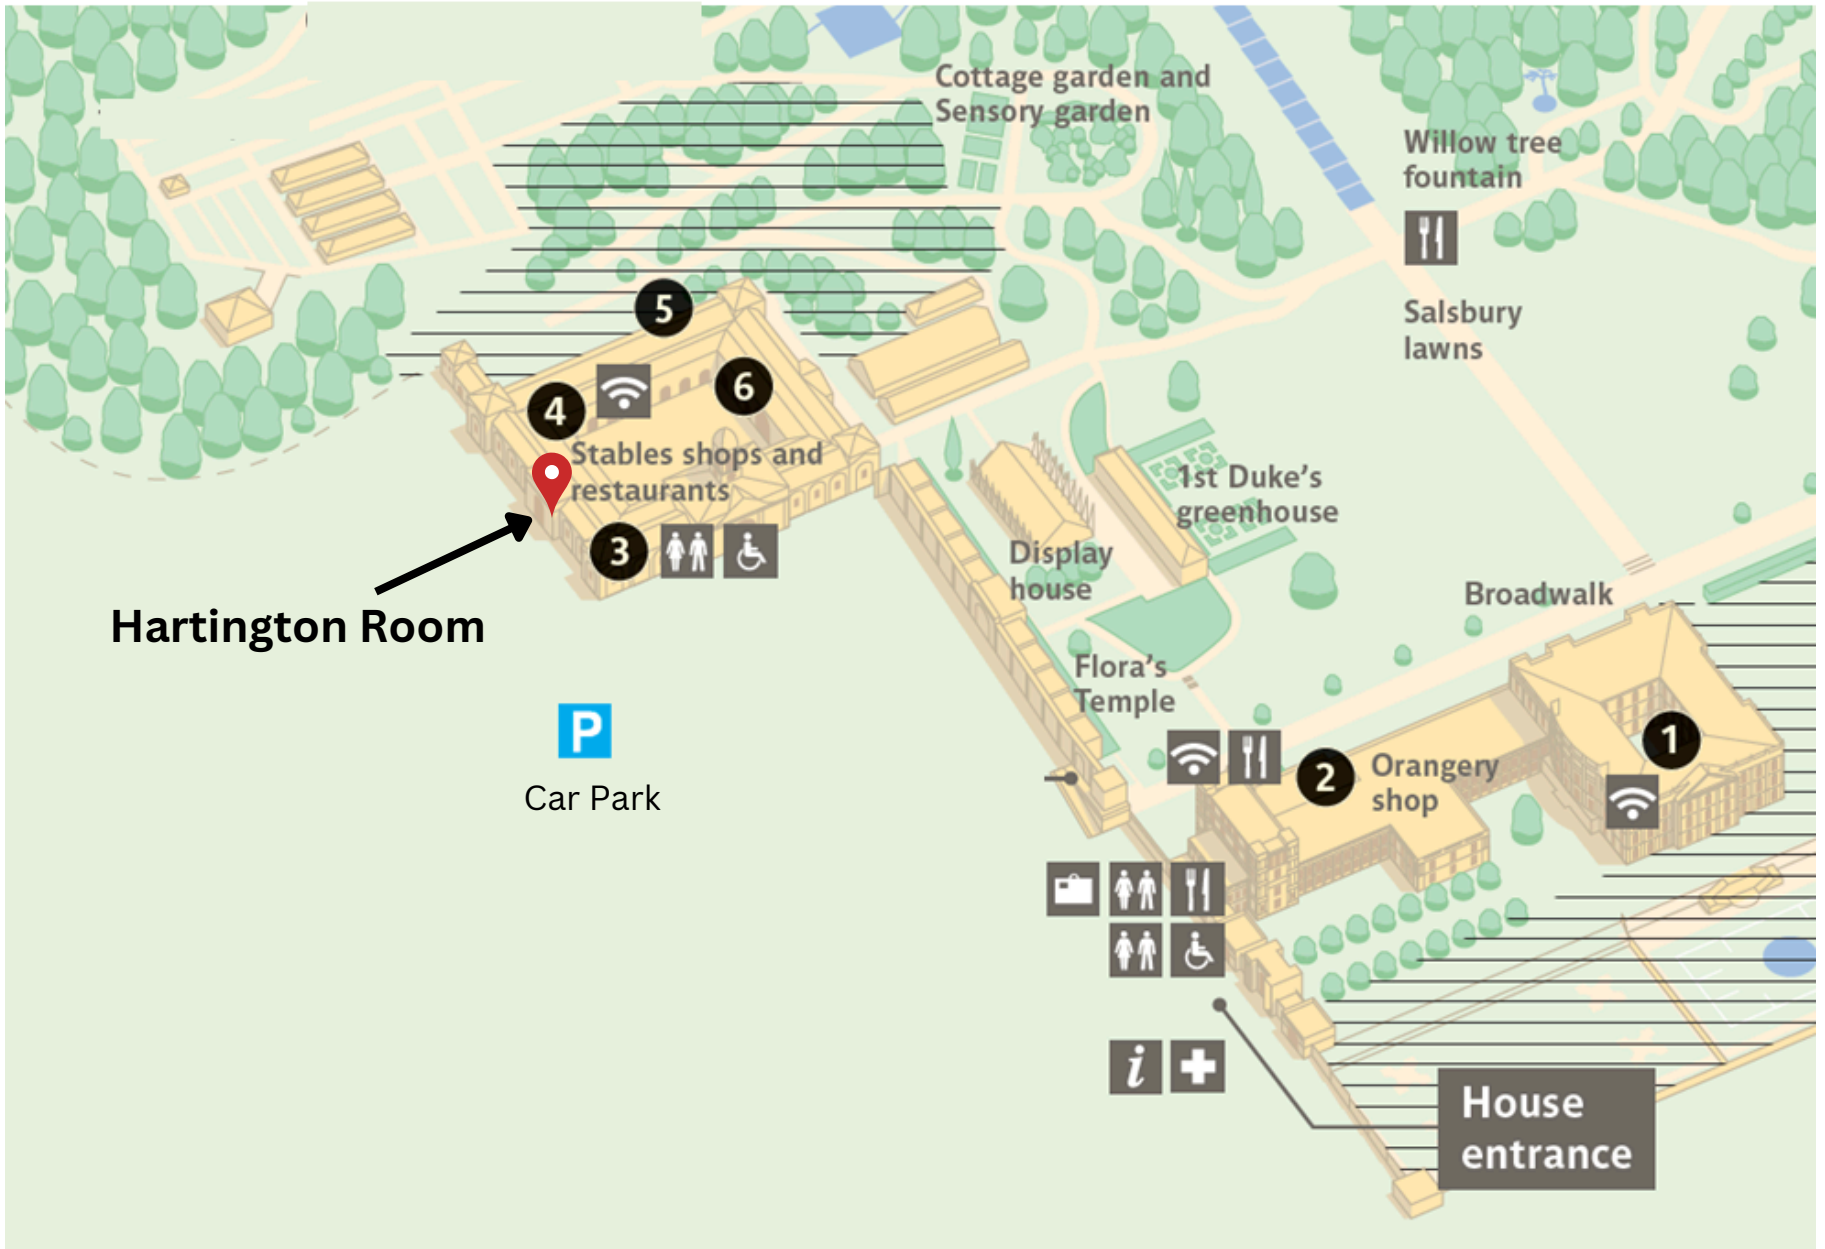 Cottage garden and
Sensory garden
Willow tree
fountain
Salsbury
lawns
5
6
4
Stables shops and
restaurants
3
1st Duke's
greenhouse
Display
house
Hartington Room
Broadwalk
Flora's
Temple
P
Car Park
1
2
Orangery
shop
i
House
entrance